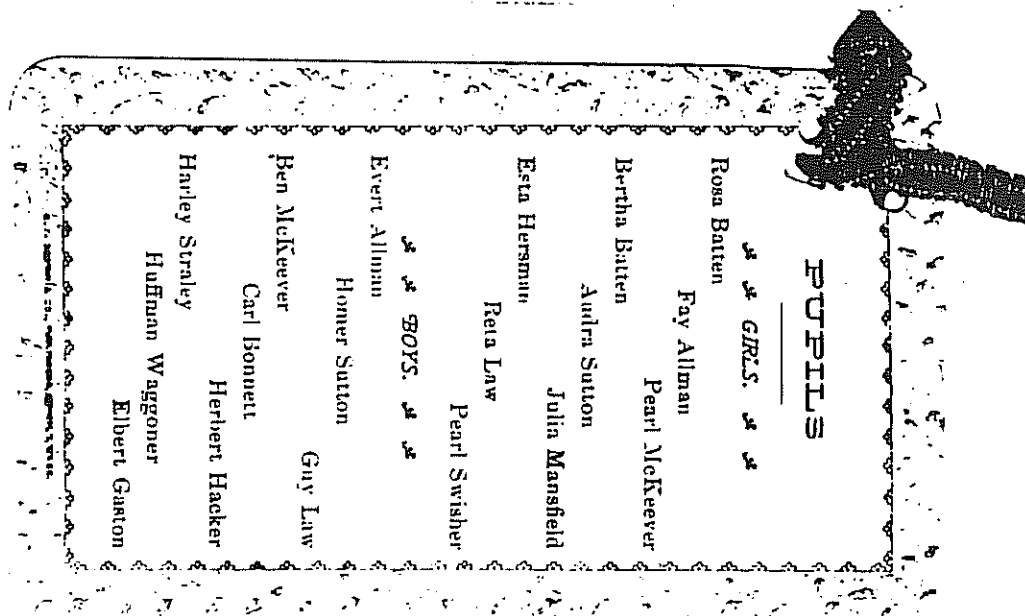 PUPILS
GIRLS.
Rosa Batten
Fay Allman
Pearl McKeever
Bertha Batten
Audra Sutton
Julia Mansfield
Esta Hersman
Reta Law
Pearl Swisher
BOYS.
Evert Allman
Homer Sutton
Guy Law
Ben McKeever
Carl Bonnett
Herbert Hacker
Harley Straley
Huffman Waggoner
Elbert Gaston